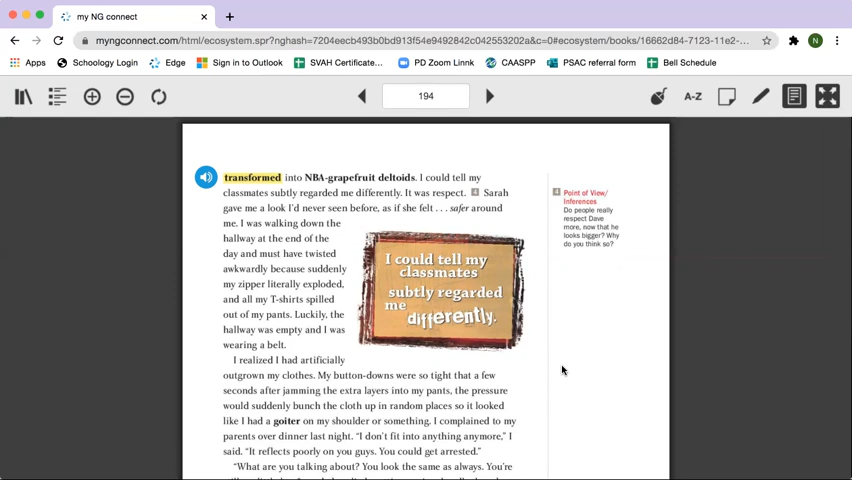 my NG connect
myngconnect.com/html/ecosystem.spr?nghash=7204eecb493b0bd913f54e9492842c042553202a&c=0#ecosystem/books/16662d84-7123-11e2-...
N
Apps
Schoology Login
Edge
Sign in to Outlook
SVAH Certificate...
PD Zoom Linnk
CAASPP
PSAC referral form
Bell Schedule
194
A-Z
transformed into NBA-grapefruit deltoids. I could tell my
classmates subtly regarded me differently. It was respect. 4 Sarah
gave me a look I'd never seen before, as if she felt . . . safer around
me. I was walking down the
hallway at the end of the
day and must have twisted
awkwardly because suddenly
my zipper literally exploded,
and all my T-shirts spilled
out of my pants. Luckily, the
hallway was empty and I was
wearing a belt.
I could tell my
classmates
subtly regarded
me
differently.
I realized I had artificially
outgrown my clothes. My button-downs were so tight that a few
seconds after jamming the extra layers into my pants, the pressure
would suddenly bunch the cloth up in random places so it looked
like I had a goiter on my shoulder or something. I complained to my
parents over dinner last night. "I don't fit into anything anymore," I
said. "It reflects poorly on you guys. You could get arrested."
"What are you talking about? You look the same as always. You're
4 Point of View/
Inferences
Do people really
respect Dave
more, now that he
looks bigger? Why
do you think so?